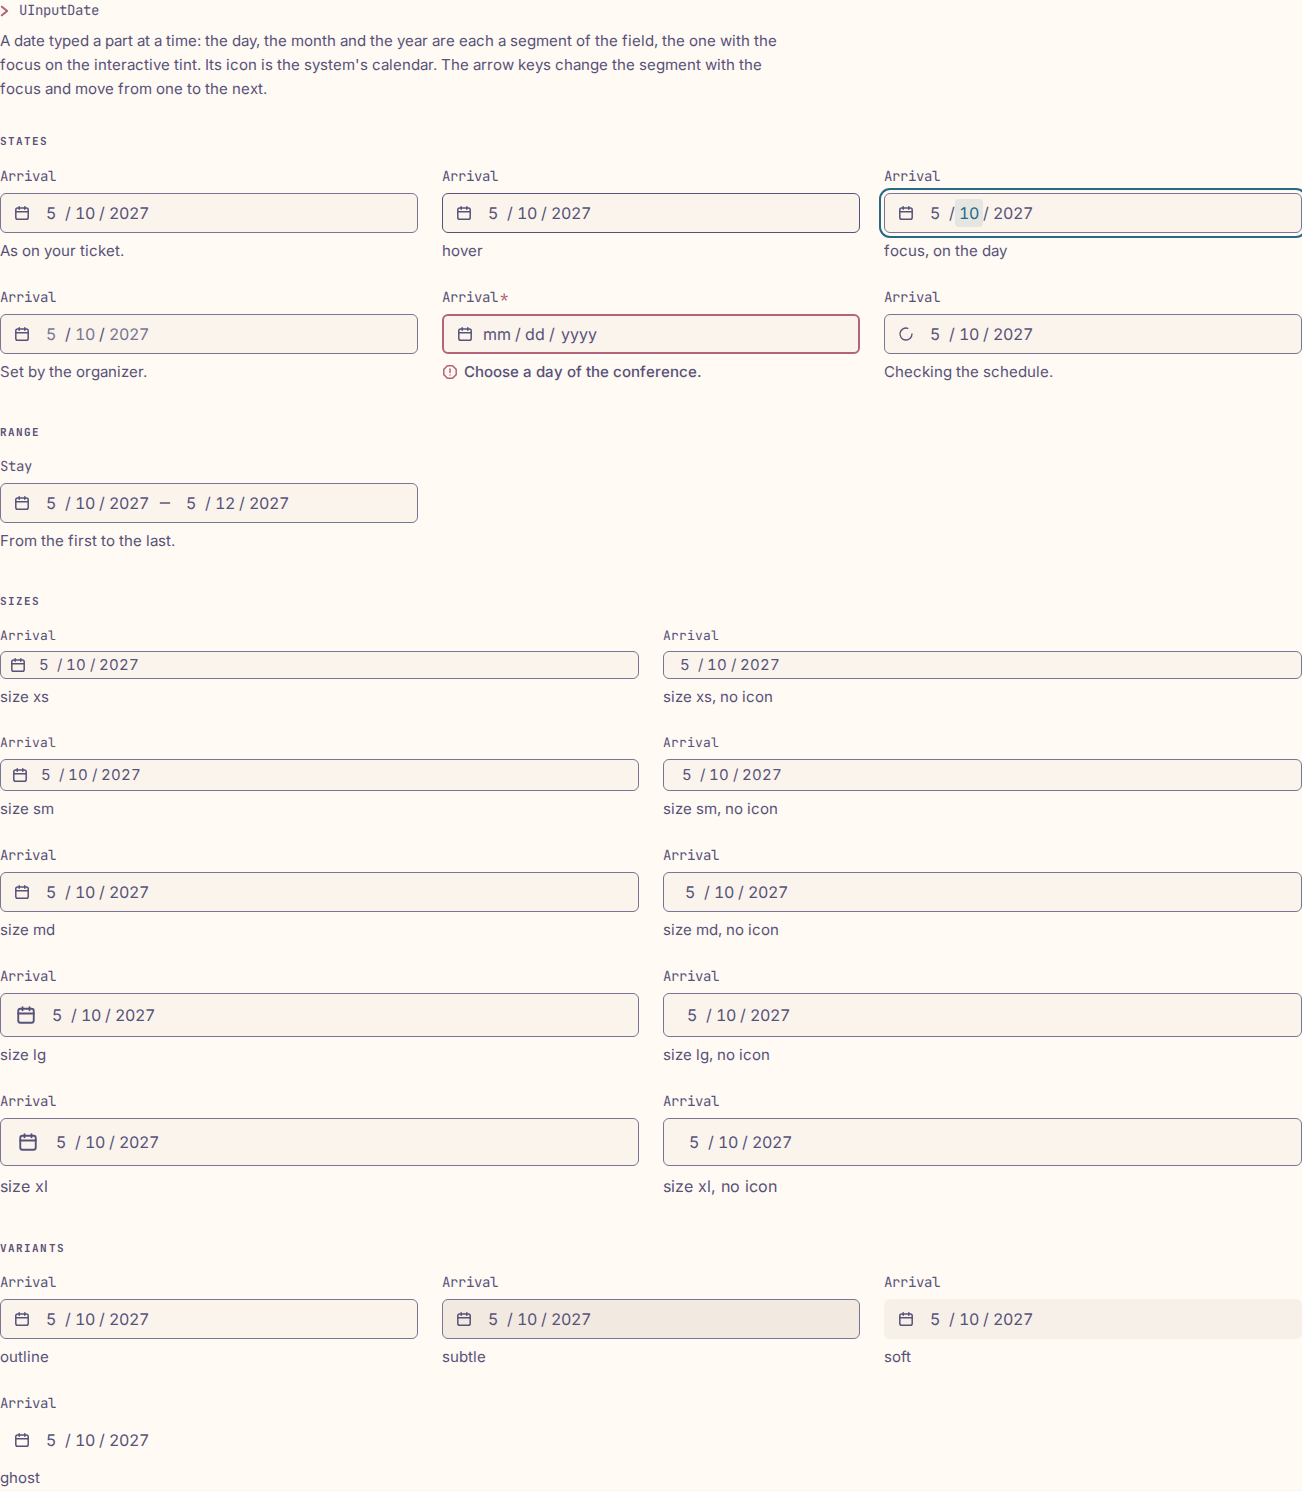 UInputDate
A date typed a part at a time: the day, the month and the year are each a segment of the field, the one with the
focus on the interactive tint. Its icon is the system's calendar. The arrow keys change the segment with the
focus and move from one to the next.
STATES
Arrival
Arrival
Arrival
5 / 10 / 2027
5 / 10 / 2027
5 / 10 / 2027
As on your ticket.
hover
focus, on the day
Arrival
Arrival*
Arrival
5 / 10 / 2027
mm / dd / yyyy
5 / 10 / 2027
Set by the organizer.
Choose a day of the conference.
Checking the schedule.
RANGE
Stay
5 / 10 / 2027 – 5 / 12 / 2027
From the first to the last.
SIZES
Arrival
Arrival
5 / 10 / 2027
5 / 10 / 2027
size xs
size xs, no icon
Arrival
Arrival
5 / 10 / 2027
5 / 10 / 2027
size sm
size sm, no icon
Arrival
Arrival
5 / 10 / 2027
5 / 10 / 2027
size md
size md, no icon
Arrival
Arrival
5 / 10 / 2027
5 / 10 / 2027
size lg
size lg, no icon
Arrival
Arrival
5 / 10 / 2027
5 / 10 / 2027
size xl
size xl, no icon
VARIANTS
Arrival
Arrival
Arrival
5 / 10 / 2027
5 / 10 / 2027
5 / 10 / 2027
outline
subtle
soft
Arrival
5 / 10 / 2027
ghost